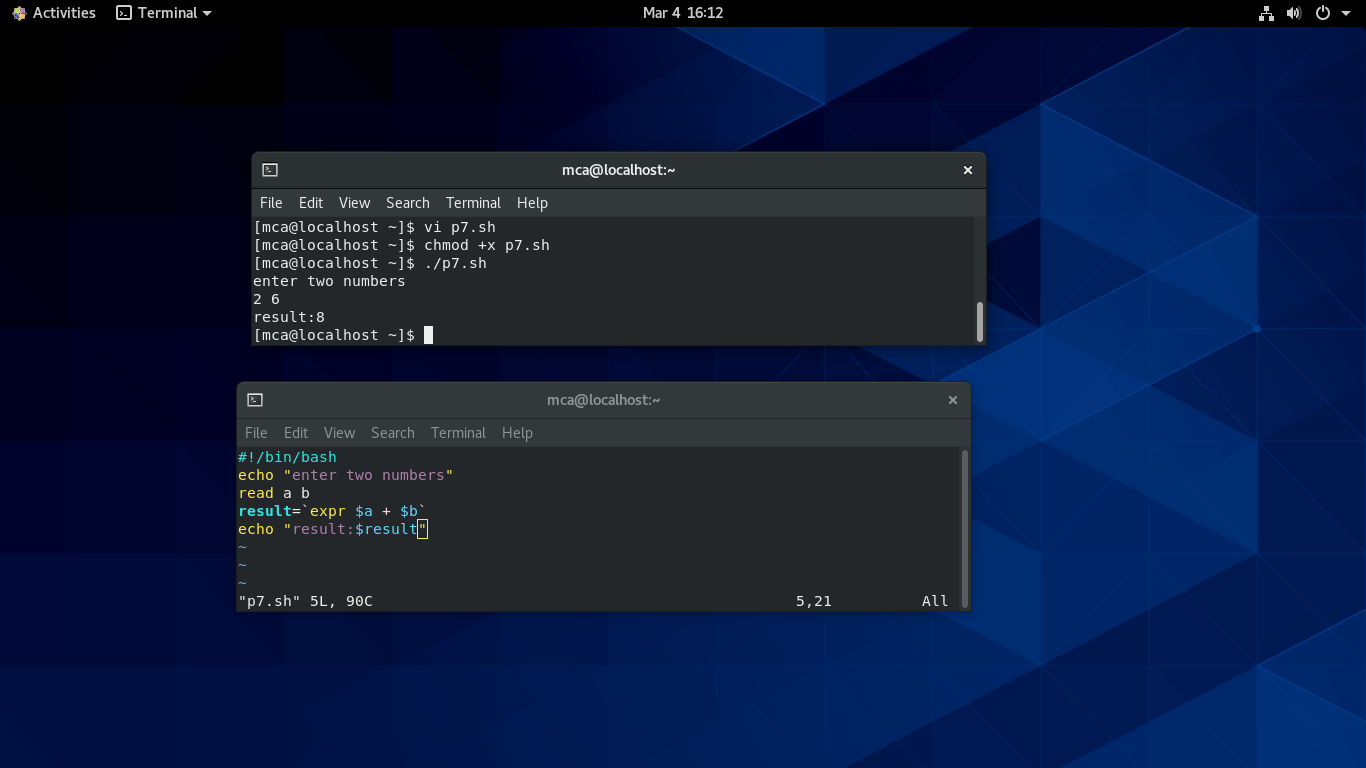 Activities Terminal Mar 4 16:12
mca@localhost:~
File Edit View Search Terminal Help
[mca@localhost ~]$ vi p7.sh
[mca@localhost ~]$ chmod +x p7.sh
[mca@localhost ~]$ ./p7.sh
enter two numbers
2 6
result:8
[mca@localhost ~]$
mca@localhost:~
File Edit View Search Terminal Help
#!/bin/bash
echo "enter two numbers"
read a b
result=`expr $a + $b`
echo "result:$result"
~
~
~
"p7.sh" 5L, 90C 5,21 All